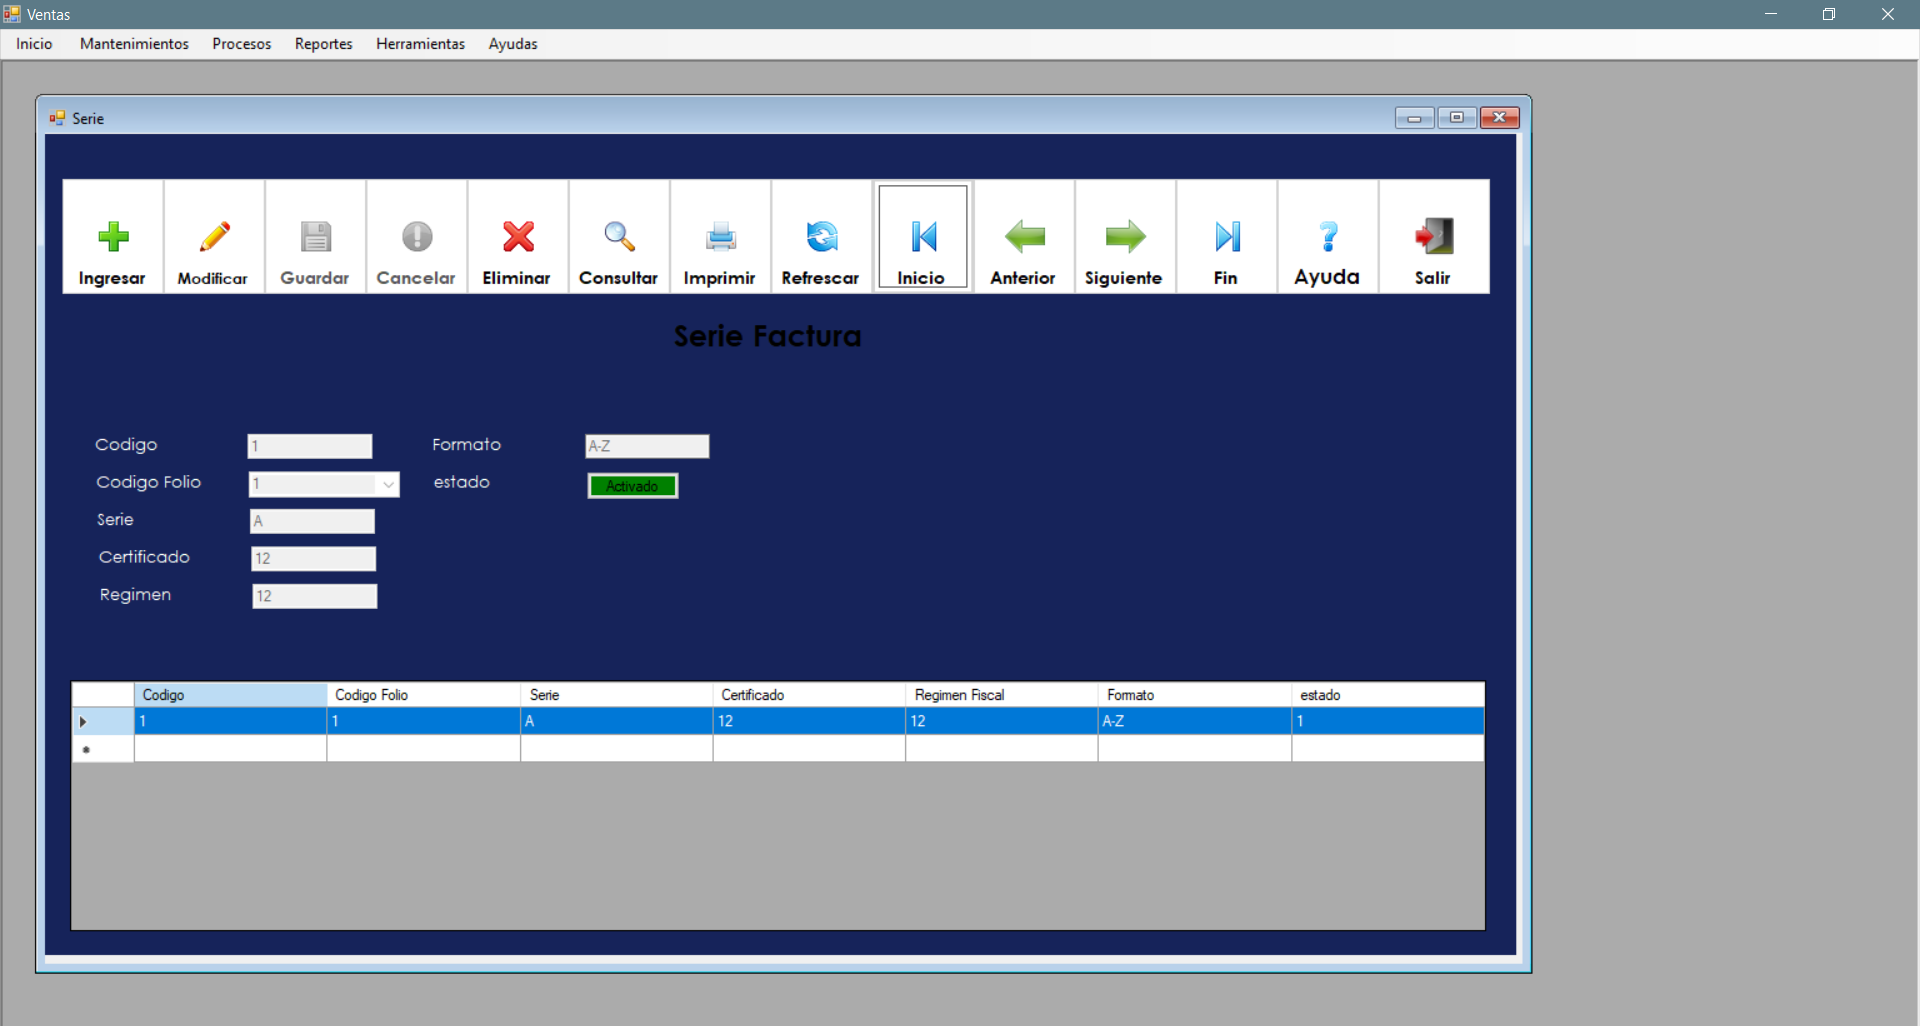 Ventas
Inicio Mantenimientos Procesos Reportes Herramientas Ayudas
Serie
Ingresar Modificar Guardar Cancelar Eliminar Consultar Imprimir Refrescar Inicio Anterior Siguiente Fin Ayuda Salir
Serie Factura
Codigo 1 Formato A-Z
Codigo Folio 1 estado Activado
Serie A
Certificado 12
Regimen 12
Codigo Codigo Folio Serie Certificado Regimen Fiscal Formato estado
1 1 A 12 12 A-Z 1